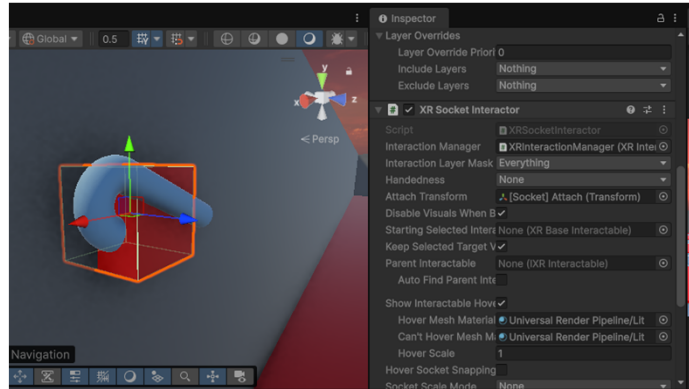 Inspector
Global
0.5
Layer Overrides
Layer Override Priori 0
Include Layers Nothing
Exclude Layers Nothing
y
x
z
Persp
# XR Socket Interactor
Script XRSocketInteractor
Interaction Manager XRInteractionManager (XR Inter
Interaction Layer Mask Everything
Handedness None
Attach Transform [Socket] Attach (Transform)
Disable Visuals When B
Starting Selected Intera None (XR Base Interactable)
Keep Selected Target V
Parent Interactable None (IXR Interactable)
Auto Find Parent Inte
Show Interactable Hove
Hover Mesh Material Universal Render Pipeline/Lit
Can't Hover Mesh M Universal Render Pipeline/Lit
Hover Scale 1
Hover Socket Snapping
Socket Scale Mode None
Navigation